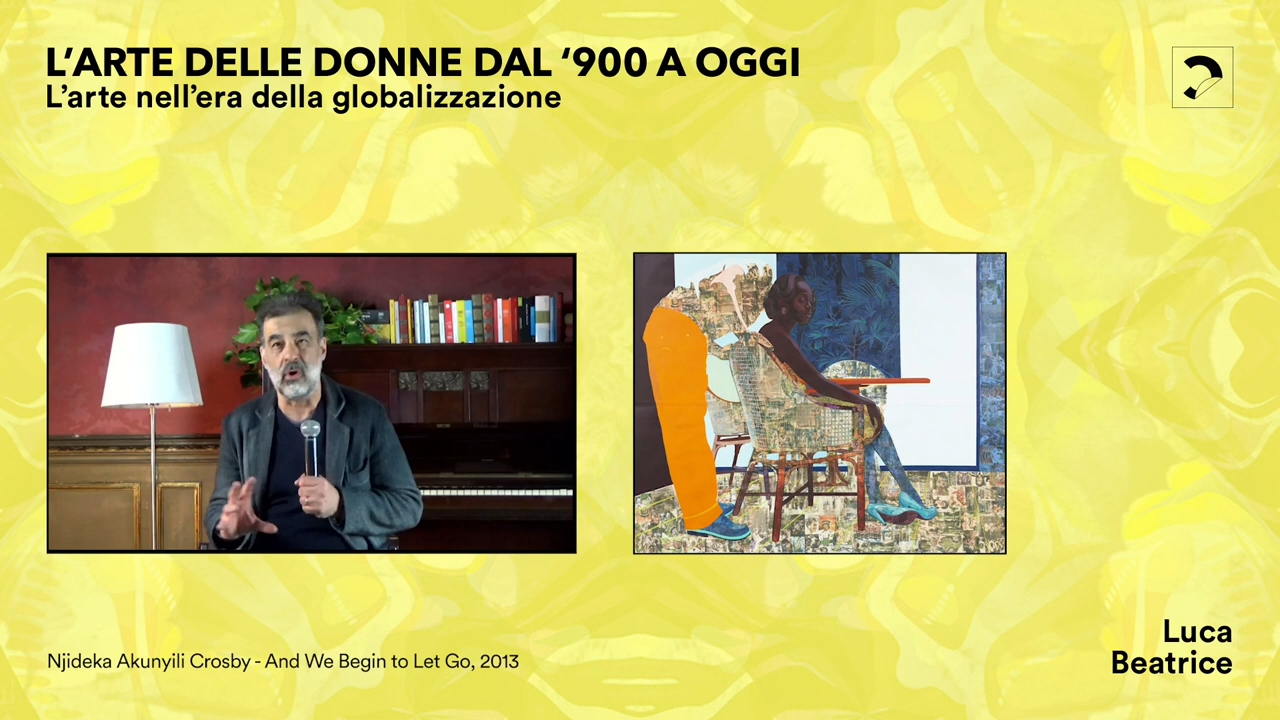 L’ARTE DELLE DONNE DAL ‘900 A OGGI
L’arte nell’era della globalizzazione
Njideka Akunyili Crosby - And We Begin to Let Go, 2013
Luca
Beatrice